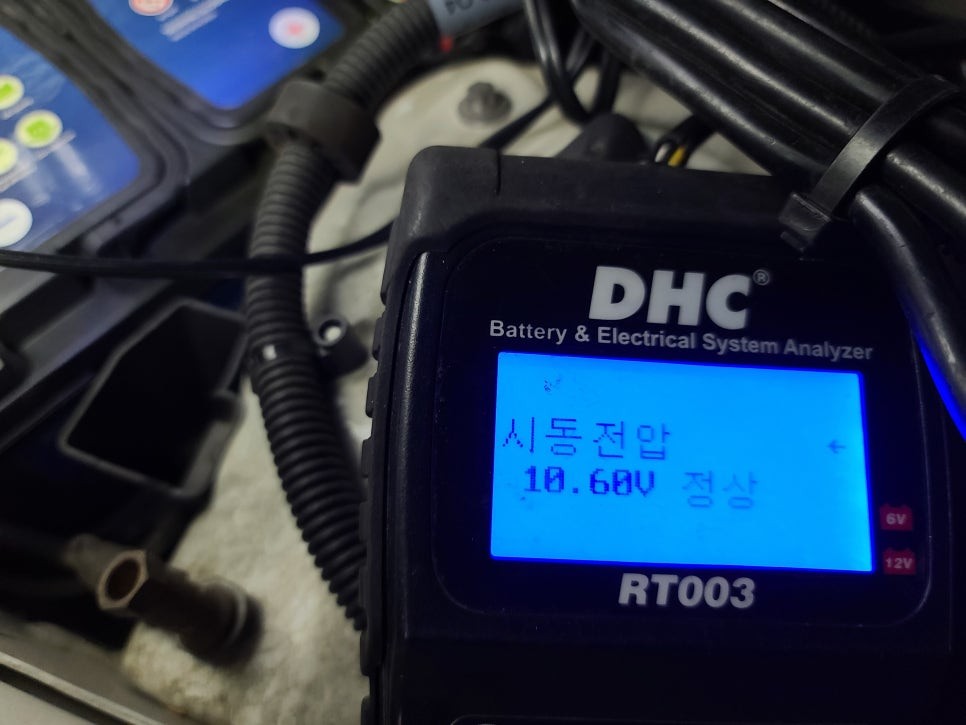 DHC®
Battery & Electrical System Analyzer
시동전압 ←
10.60V 정상
6V
12V
RT003